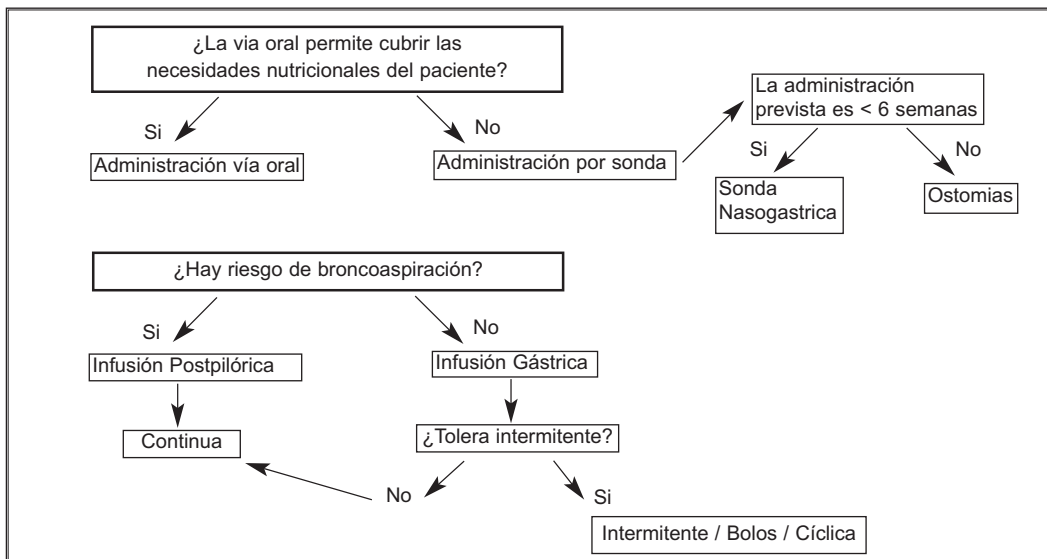 ¿La via oral permite cubrir las
necesidades nutricionales del paciente?
Si
No
Administración vía oral
Administración por sonda
La administración
prevista es < 6 semanas
Si
No
Sonda
Nasogastrica
Ostomias
¿Hay riesgo de broncoaspiración?
Si
No
Infusión Postpilórica
Infusión Gástrica
Continua
¿Tolera intermitente?
No
Si
Intermitente / Bolos / Cíclica